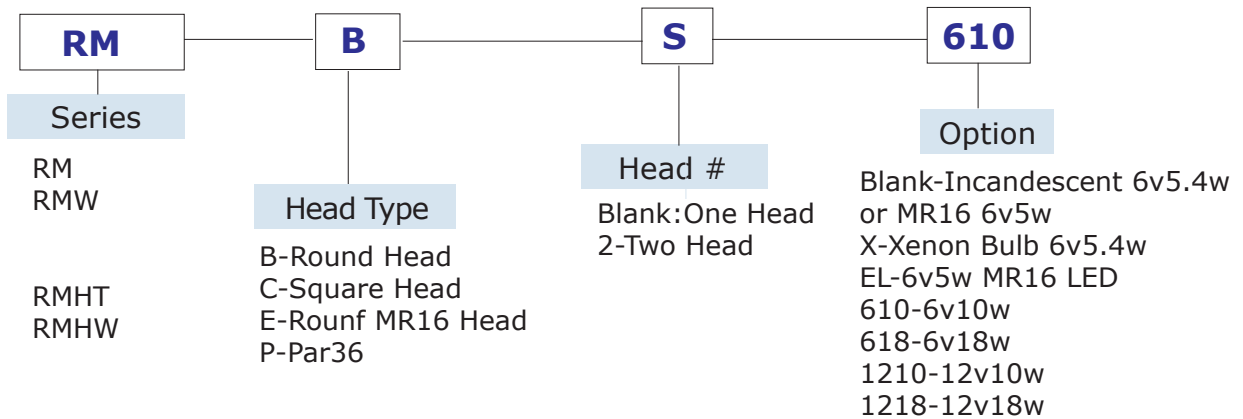 RM B S 610
Series
RM
RMW
RMHT
RMHW
Head Type
B-Round Head
C-Square Head
E-Rounf MR16 Head
P-Par36
Head #
Blank:One Head
2-Two Head
Option
Blank-Incandescent 6v5.4w
or MR16 6v5w
X-Xenon Bulb 6v5.4w
EL-6v5w MR16 LED
610-6v10w
618-6v18w
1210-12v10w
1218-12v18w